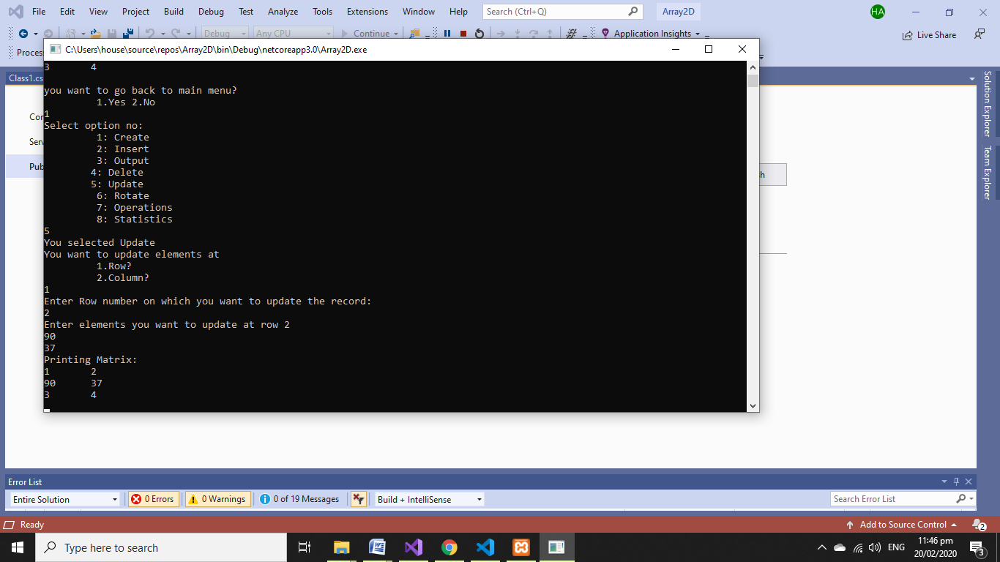 File Edit View Project Build Debug Test Analyze Tools Extensions Window Help Search (Ctrl+Q) Array2D HA
Debug Any CPU Continue Application Insights Live Share
Proces
C:\Users\house\source\repos\Array2D\bin\Debug\netcoreapp3.0\Array2D.exe
Class1.cs
3 4
you want to go back to main menu?
1.Yes 2.No
1
Select option no:
1: Create
2: Insert
3: Output
4: Delete
5: Update
6: Rotate
7: Operations
8: Statistics
5
You selected Update
You want to update elements at
1.Row?
2.Column?
1
Enter Row number on which you want to update the record:
2
Enter elements you want to update at row 2
90
37
Printing Matrix:
1 2
90 37
3 4
Con
Serv
Pub
h
Solution Explorer
Team Explorer
Error List
Entire Solution 0 Errors 0 Warnings 0 of 19 Messages Build + IntelliSense Search Error List
Ready Add to Source Control 2
Type here to search ENG 11:46 pm
20/02/2020 3